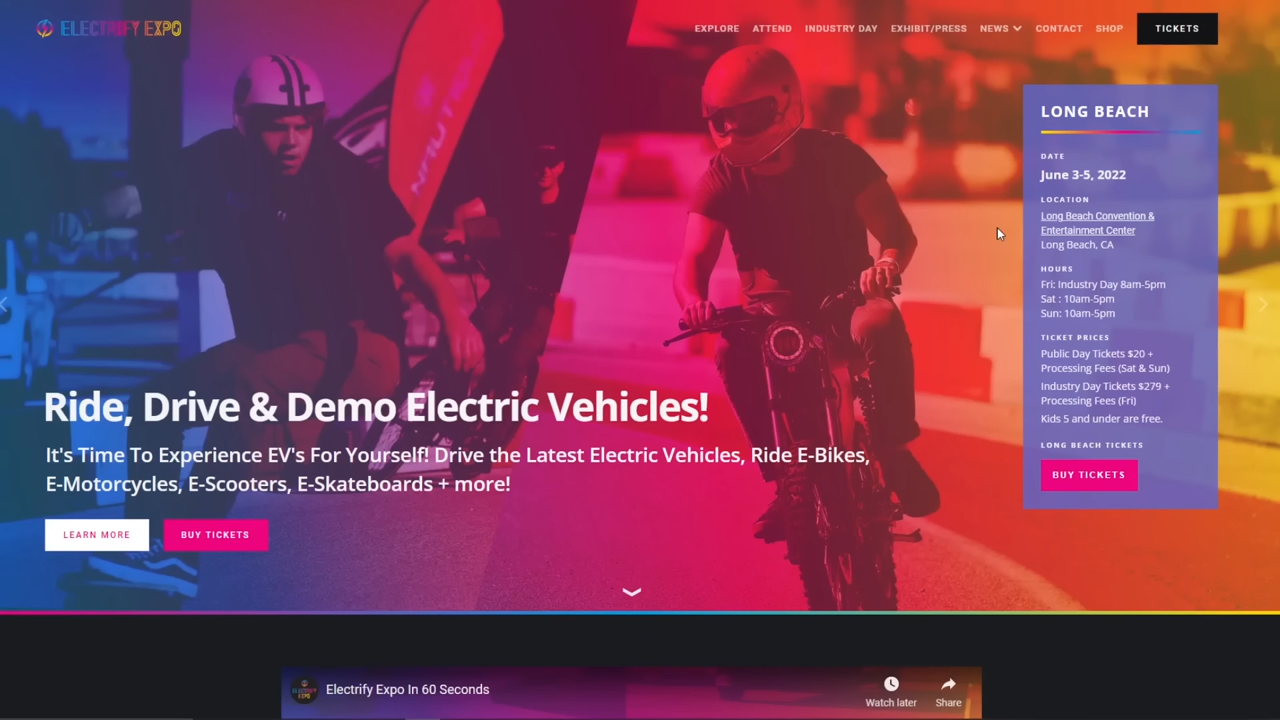 ELECTRIFY EXPO
EXPLORE ATTEND INDUSTRY DAY EXHIBIT/PRESS NEWS CONTACT SHOP TICKETS
LONG BEACH
DATE
June 3-5, 2022
LOCATION
Long Beach Convention &
Entertainment Center
Long Beach, CA
HOURS
Fri: Industry Day 8am-5pm
Sat : 10am-5pm
Sun: 10am-5pm
TICKET PRICES
Public Day Tickets $20 +
Processing Fees (Sat & Sun)
Industry Day Tickets $279 +
Processing Fees (Fri)
Kids 5 and under are free.
LONG BEACH TICKETS
BUY TICKETS
Ride, Drive & Demo Electric Vehicles!
It's Time To Experience EV's For Yourself! Drive the Latest Electric Vehicles, Ride E-Bikes,
E-Motorcycles, E-Scooters, E-Skateboards + more!
LEARN MORE BUY TICKETS
Electrify Expo In 60 Seconds
Watch later Share